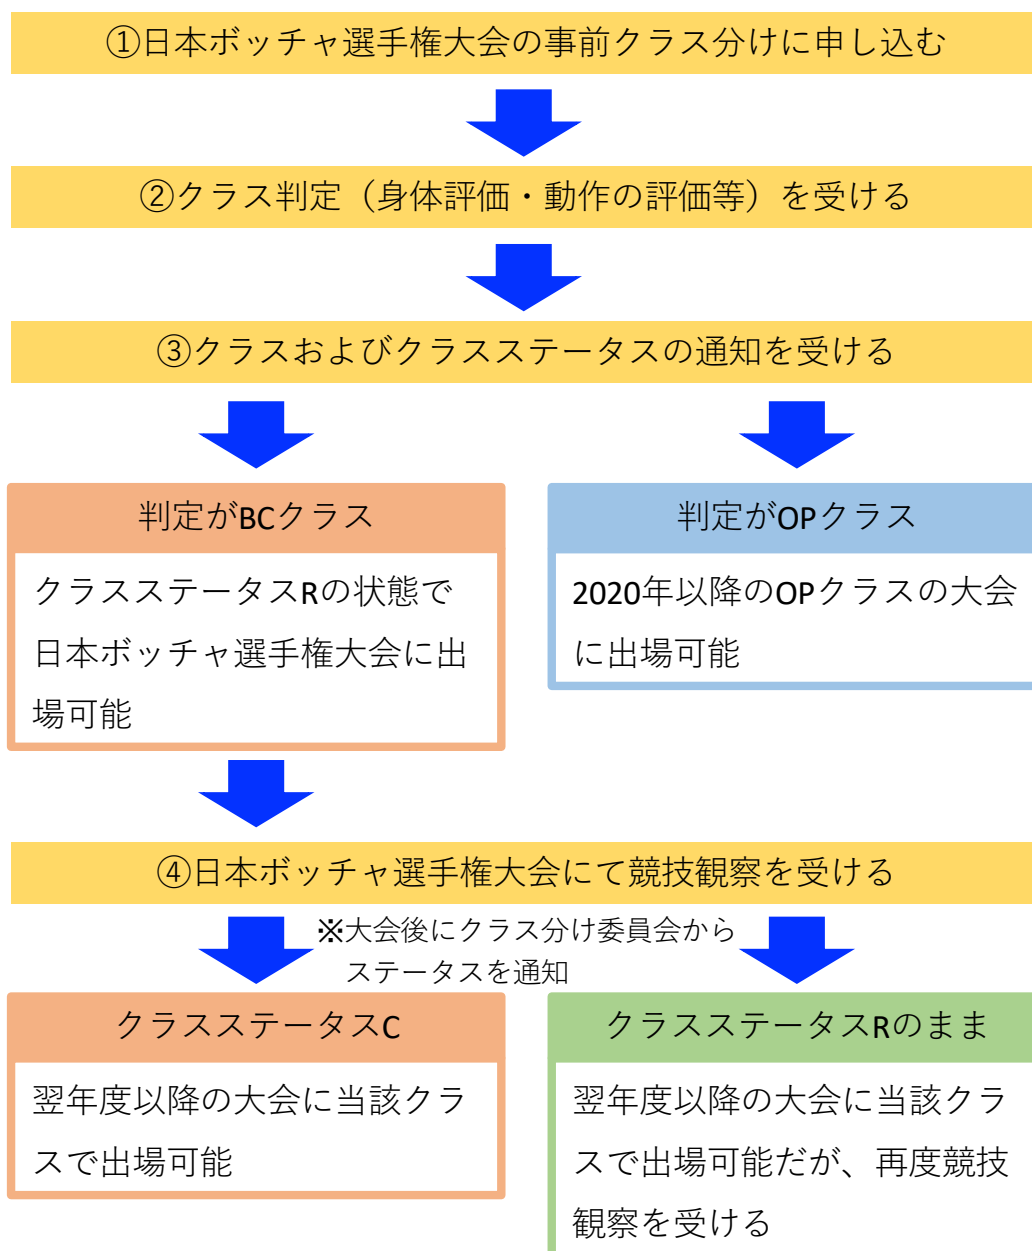 ①日本ボッチャ選手権大会の事前クラス分けに申し込む
②クラス判定（身体評価・動作の評価等）を受ける
③クラスおよびクラスステータスの通知を受ける
判定がBCクラス
クラスステータスRの状態で
日本ボッチャ選手権大会に出
場可能
判定がOPクラス
2020年以降のOPクラスの大会
に出場可能
④日本ボッチャ選手権大会にて競技観察を受ける
※大会後にクラス分け委員会から
ステータスを通知
クラスステータスC
翌年度以降の大会に当該クラ
スで出場可能
クラスステータスRのまま
翌年度以降の大会に当該クラ
スで出場可能だが、再度競技
観察を受ける